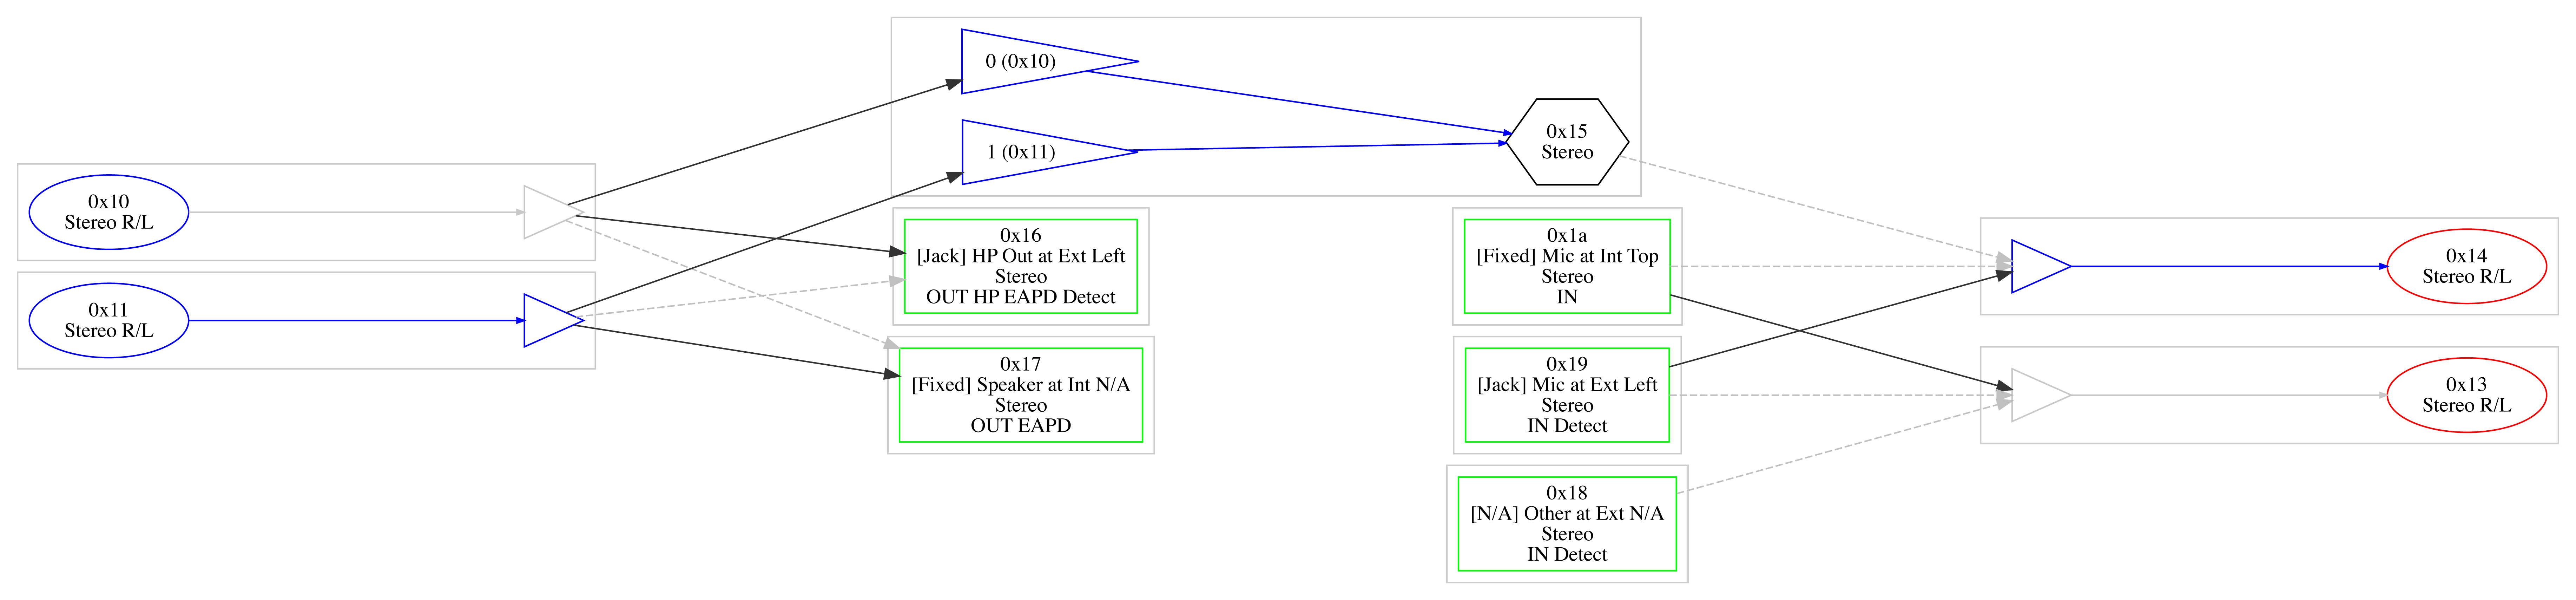 0x10
Stereo R/L
0x11
Stereo R/L
0 (0x10)
1 (0x11)
0x15
Stereo
0x16
[Jack] HP Out at Ext Left
Stereo
OUT HP EAPD Detect
0x17
[Fixed] Speaker at Int N/A
Stereo
OUT EAPD
0x1a
[Fixed] Mic at Int Top
Stereo
IN
0x19
[Jack] Mic at Ext Left
Stereo
IN Detect
0x18
[N/A] Other at Ext N/A
Stereo
IN Detect
0x14
Stereo R/L
0x13
Stereo R/L